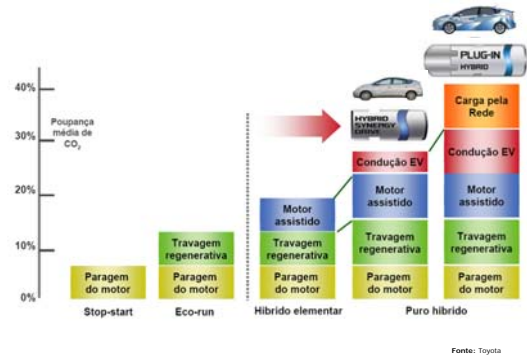 PLUG-IN
HYBRID
40%
30%
20%
10%
0%
Poupança
média de
CO₂
HYBRID
SYNERGY
DRIVE
Carga pela
Rede
Condução EV
Condução EV
Motor
assistido
Motor
assistido
Motor
assistido
Travagem
regenerativa
Travagem
regenerativa
Travagem
regenerativa
Travagem
regenerativa
Paragem
do motor
Paragem
do motor
Paragem
do motor
Paragem
do motor
Paragem
do motor
Stop-start
Eco-run
Híbrido elementar
Puro híbrido
Fonte: Toyota